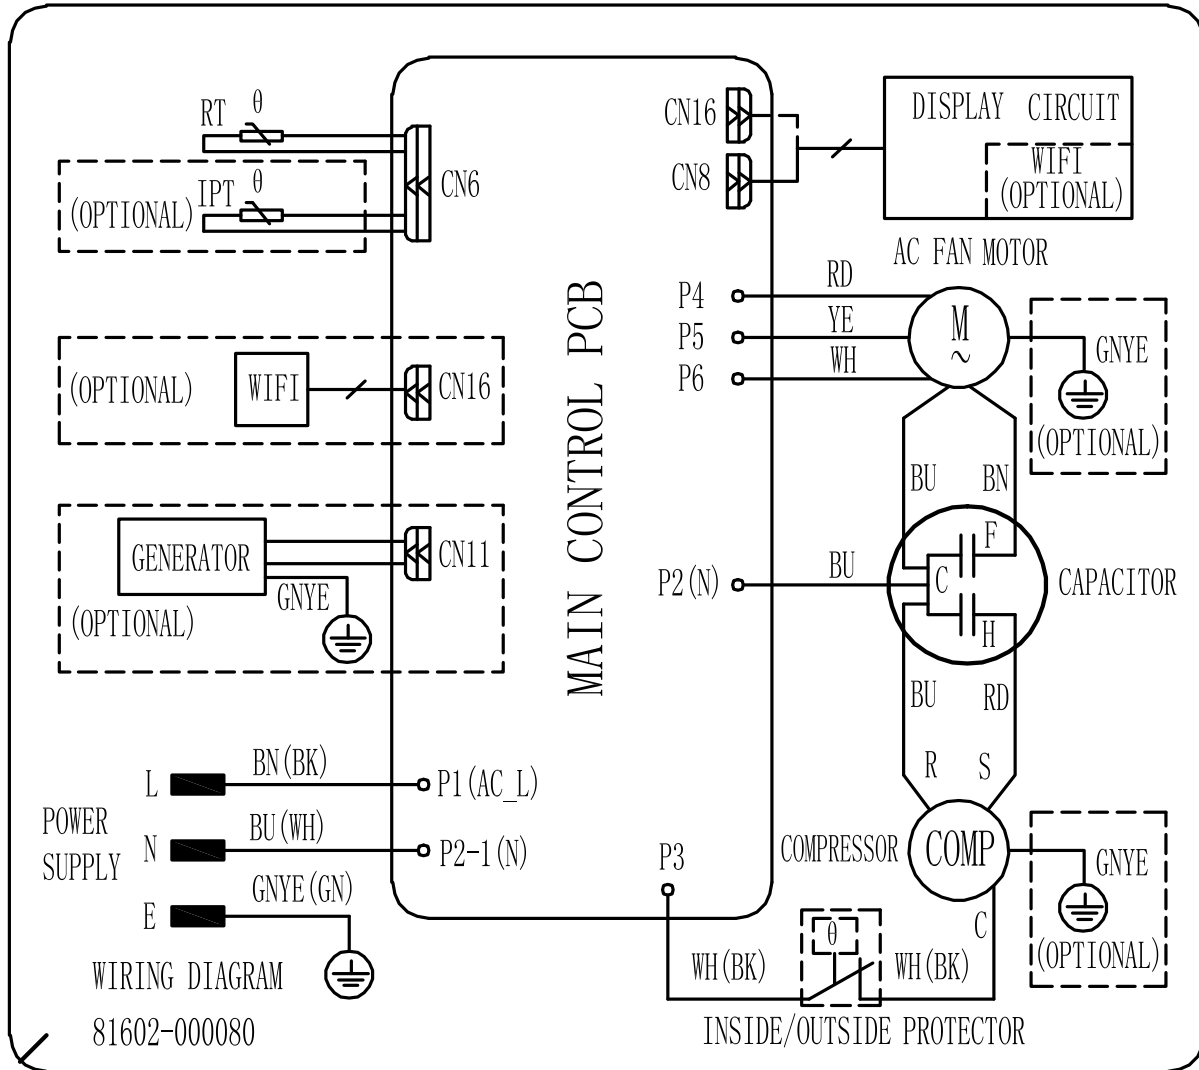 RT θ
(OPTIONAL) IPT θ
CN6
(OPTIONAL) WIFI CN16
GENERATOR CN11
GNYE
(OPTIONAL)
MAIN CONTROL PCB
CN16
CN8
DISPLAY CIRCUIT
WIFI
(OPTIONAL)
AC FAN MOTOR
P4 RD
P5 YE
P6 WH
M
~
GNYE
(OPTIONAL)
BU BN
F
P2(N) BU C
H
CAPACITOR
BU RD
R S
COMPRESSOR COMP
GNYE
(OPTIONAL)
C
P3
WH(BK) θ WH(BK)
INSIDE/OUTSIDE PROTECTOR
POWER
SUPPLY
L BN(BK) P1(AC_L)
N BU(WH) P2-1(N)
E GNYE(GN)
WIRING DIAGRAM
81602-000080